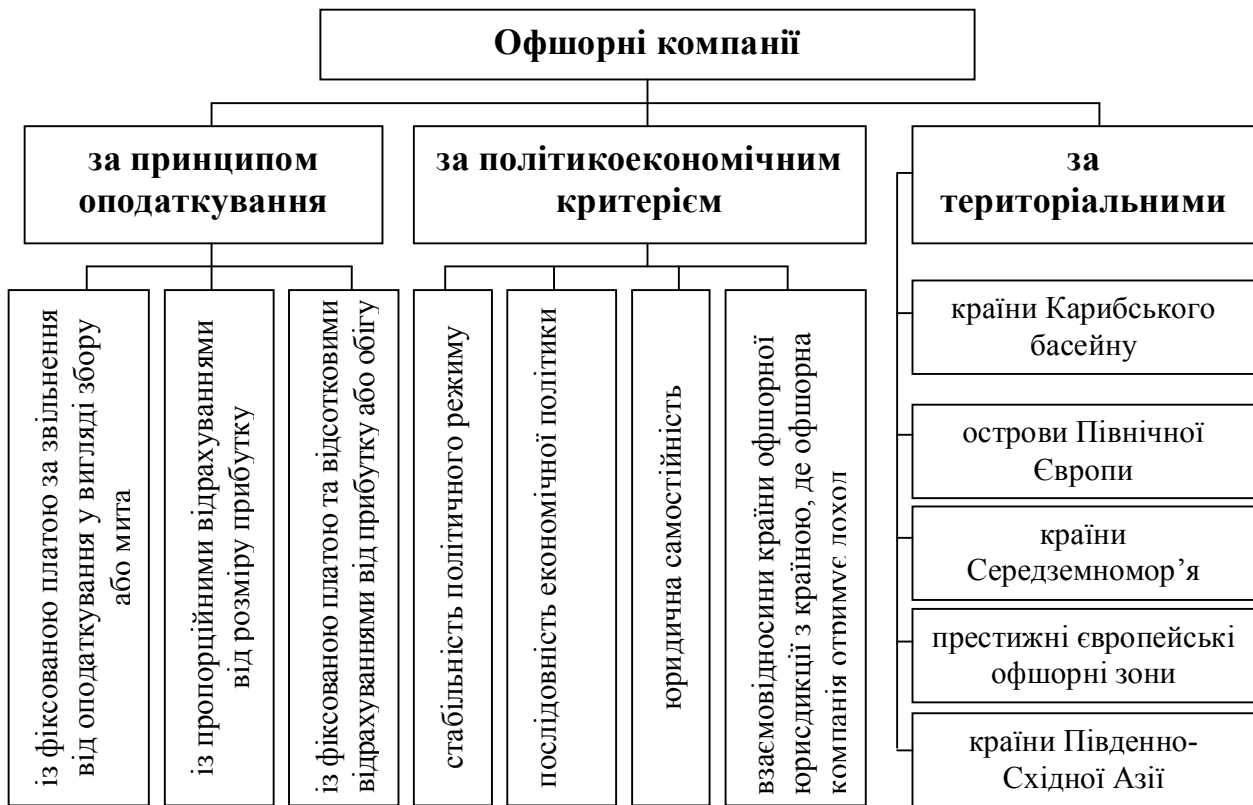 Офшорні компанії
за принципом
оподаткування
за політикоекономічним
критерієм
за
територіальними
із фіксованою платою за звільнення
від оподаткування у вигляді збору
або мита
із пропорційними відрахуваннями
від розміру прибутку
із фіксованою платою та відсотковими
відрахуваннями від прибутку або обігу
стабільність політичного режиму
послідовність економічної політики
юридична самостійність
взаємовідносини країни офшорної
юрисдикції з країною, де офшорна
компанія отримує доход
країни Карибського
басейну
острови Північної
Європи
країни
Середземномор’я
престижні європейські
офшорні зони
країни Південно-
Східної Азії